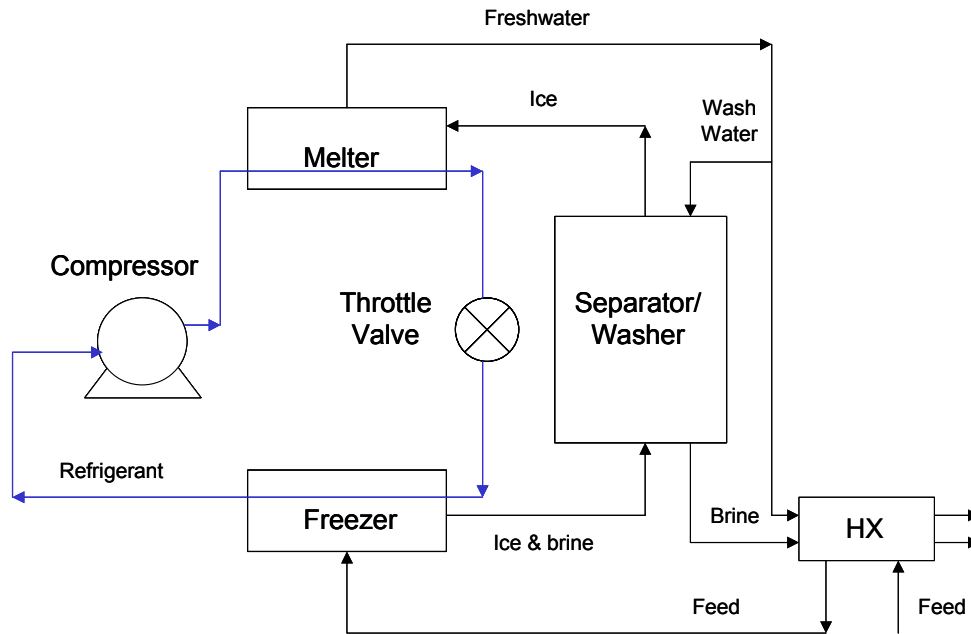 Freshwater
Ice
Wash
Water
Melter
Compressor
Throttle
Valve
Separator/
Washer
Refrigerant
Freezer
Ice & brine
Brine
HX
Feed
Feed